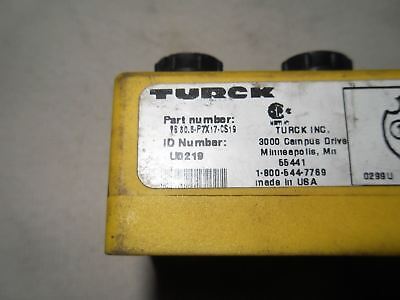 TURCK
Part number:
ID Number:
U0219
TURCK INC.
3000 Campus Drive
Minneapolis, Mn
55441
1-800-544-7769
made in USA
0299U